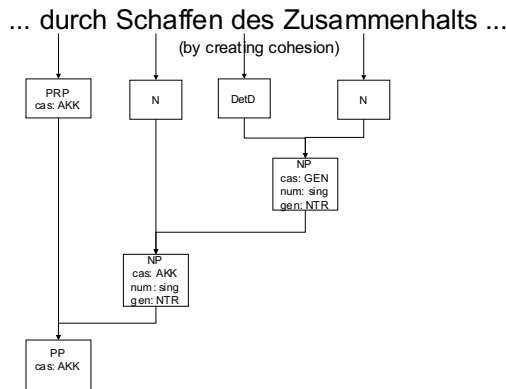 ... durch Schaffen des Zusammenhalts ...
(by creating cohesion)
PRP
cas: AKK
N
DetD
N
NP
cas: GEN
num: sing
gen: NTR
NP
cas: AKK
num: sing
gen: NTR
PP
cas: AKK